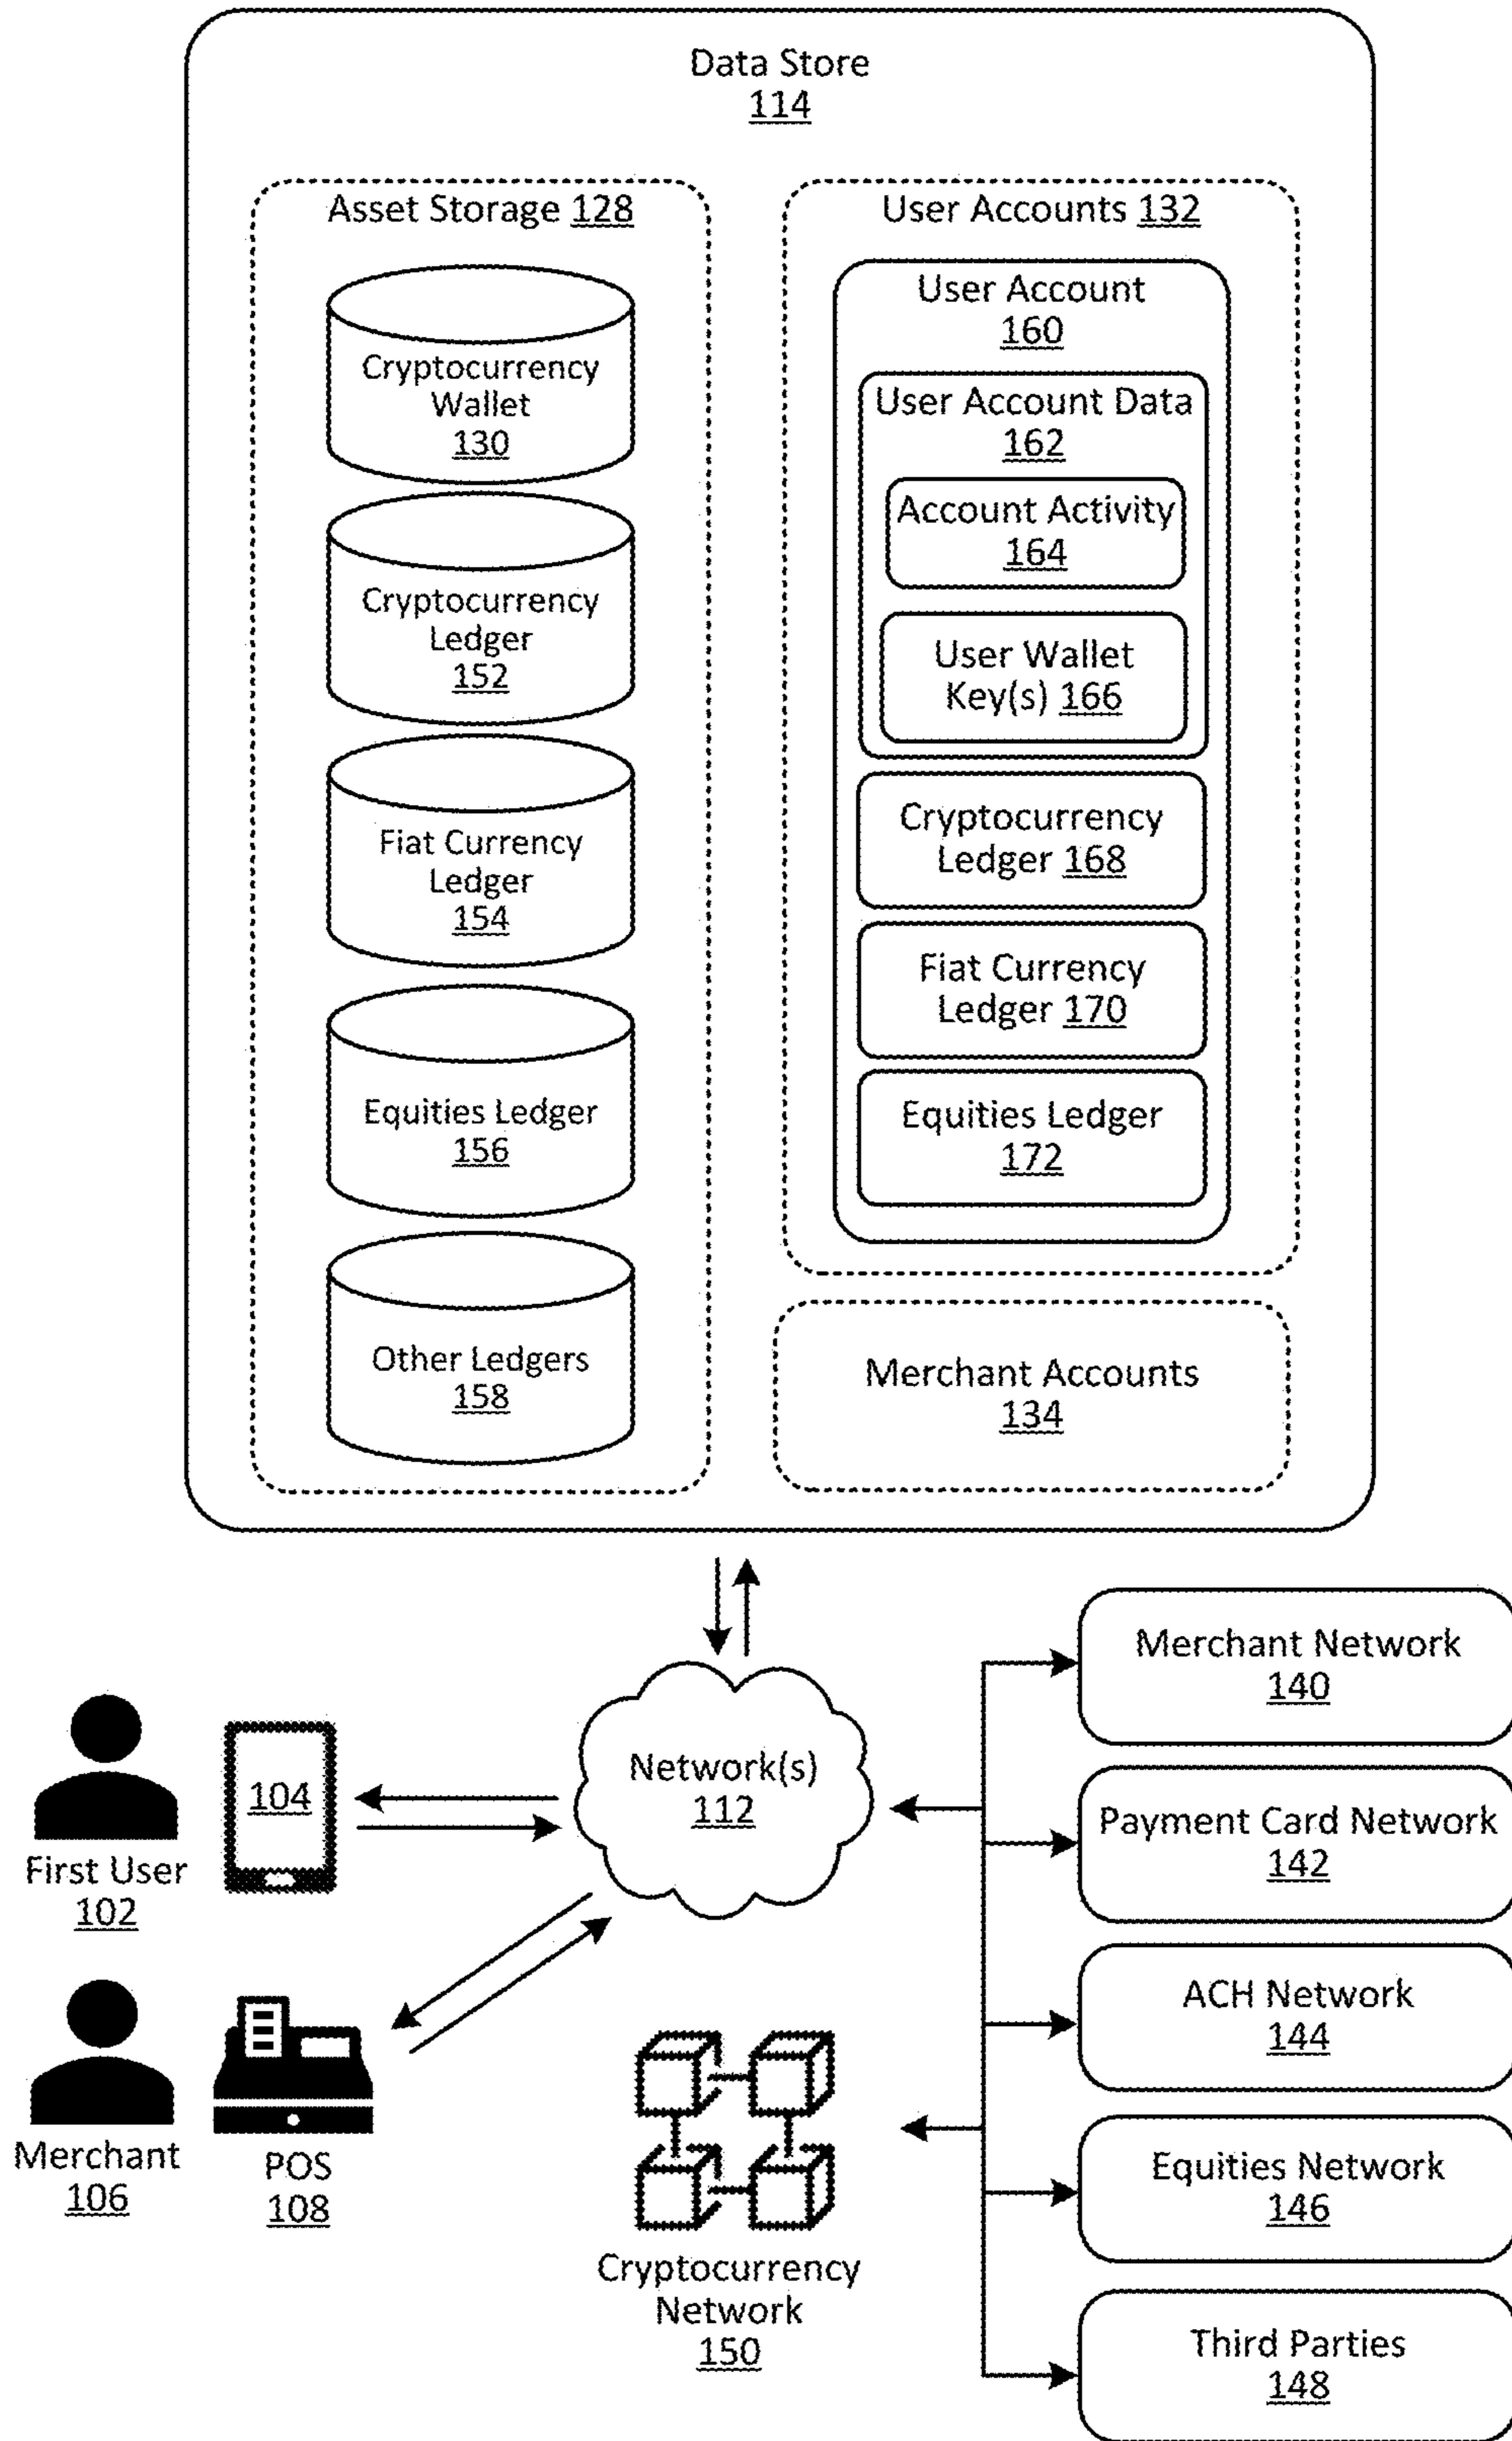 Data Store
114
Asset Storage 128
Cryptocurrency
Wallet
130
Cryptocurrency
Ledger
152
Fiat Currency
Ledger
154
Equities Ledger
156
Other Ledgers
158
User Accounts 132
User Account
160
User Account Data
162
Account Activity
164
User Wallet
Key(s) 166
Cryptocurrency
Ledger 168
Fiat Currency
Ledger 170
Equities Ledger
172
Merchant Accounts
134
First User
102
104
Merchant
106
POS
108
Network(s)
112
Cryptocurrency
Network
150
Merchant Network
140
Payment Card Network
142
ACH Network
144
Equities Network
146
Third Parties
148